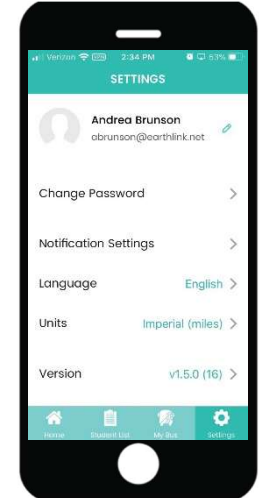 Verizon 2:34 PM 53%
SETTINGS
Andrea Brunson
abrunson@earthlink.net
Change Password
Notification Settings
Language English
Units Imperial (miles)
Version v1.5.0 (16)
Home Student List My Bus Settings